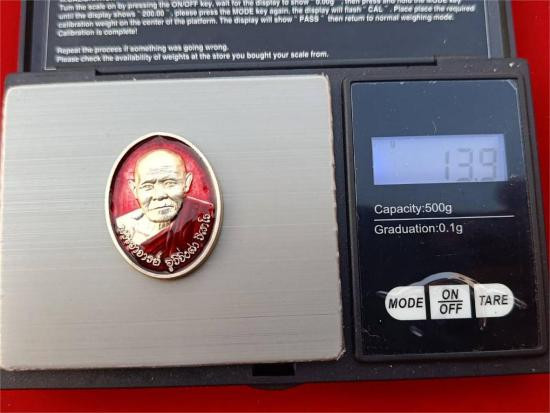 Turn the scale on by pressing the ON/OFF key, wait for the display to show " 0.00g ", then press and hold the MODE key
until the display shows " 200.00 ", please press the MODE key again, the display will flash " CAL ". Place place the required
calibration weight on the center of the platform. The display will show " PASS " then return to normal weighing mode.
Calibration is complete!
Repeat the process if something was going wrong.
Please check the availability of weights at the store you bought your scale from.
g
13.9
Capacity:500g
Graduation:0.1g
MODE ON/OFF TARE